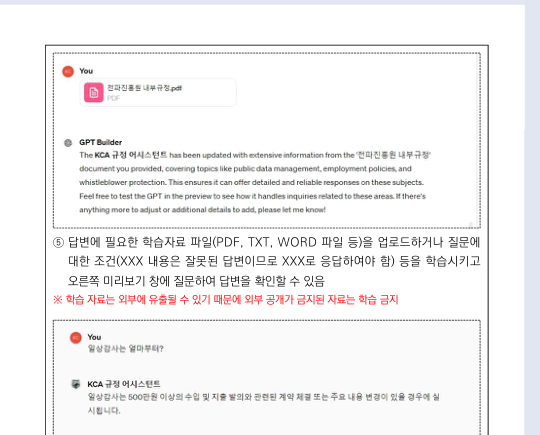 You
전파진흥원 내부규정.pdf
PDF
GPT Builder
The KCA 규정 어시스턴트 has been updated with extensive information from the '전파진흥원 내부규정'
document you provided, covering topics like public data management, employment policies, and
whistleblower protection. This ensures it can offer detailed and reliable responses on these subjects.
Feel free to test the GPT in the preview to see how it handles inquiries related to these areas. If there's
anything more to adjust or additional details to add, please let me know!
⑤ 답변에 필요한 학습자료 파일(PDF, TXT, WORD 파일 등)을 업로드하거나 질문에
대한 조건(XXX 내용은 잘못된 답변이므로 XXX로 응답하여야 함) 등을 학습시키고
오른쪽 미리보기 창에 질문하여 답변을 확인할 수 있음
※ 학습 자료는 외부에 유출될 수 있기 때문에 외부 공개가 금지된 자료는 학습 금지
You
일상감사는 얼마부터?
KCA 규정 어시스턴트
일상감사는 500만원 이상의 수입 및 지출 발의와 관련된 계약 체결 또는 주요 내용 변경이 있을 경우에 실
시됩니다.